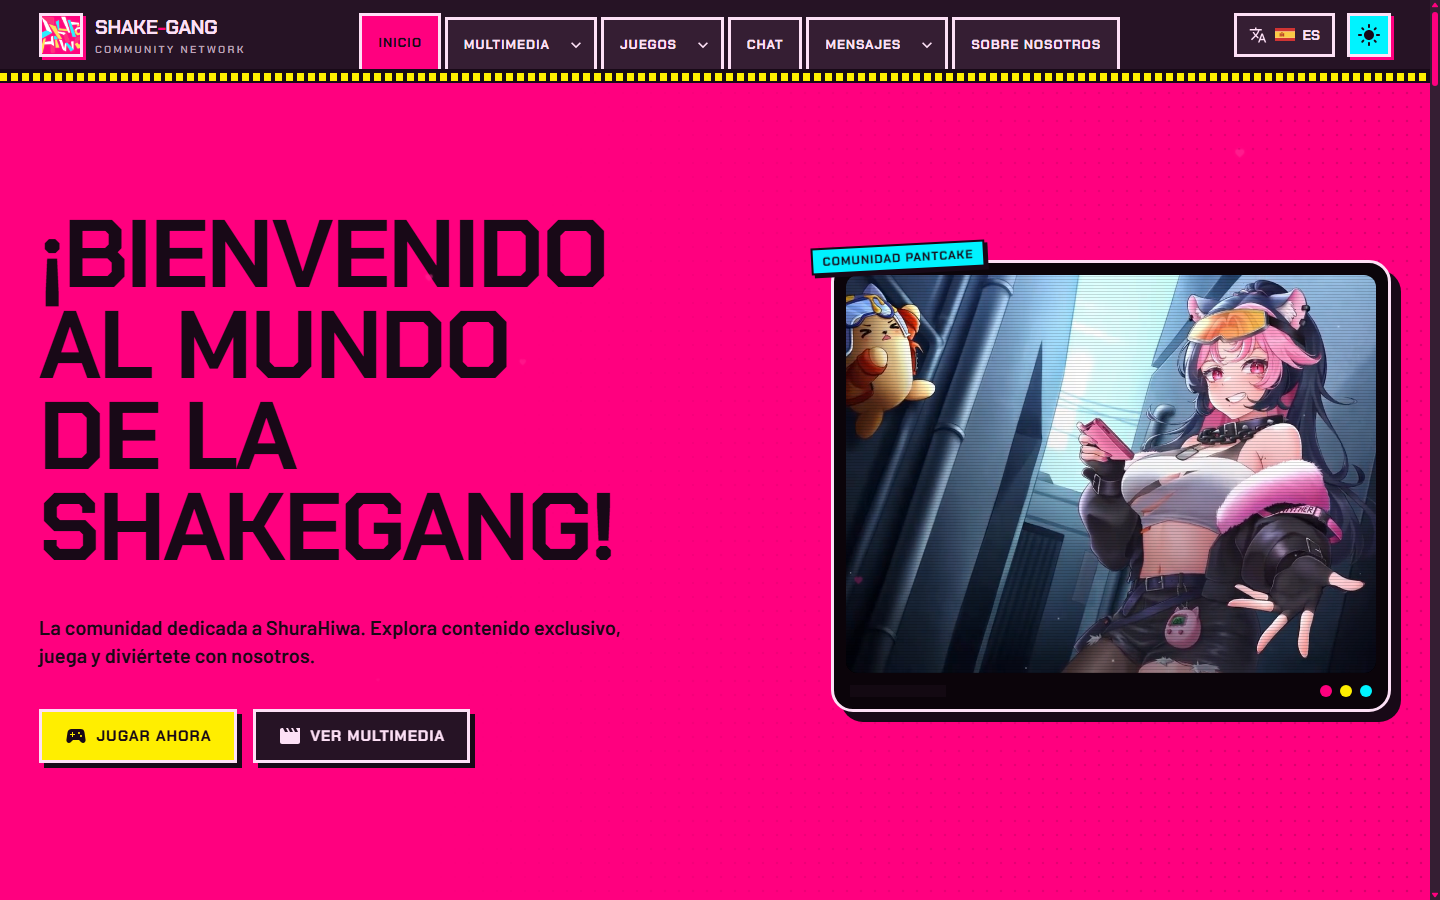 SHAKE-GANG
COMMUNITY NETWORK
INICIO
MULTIMEDIA
JUEGOS
CHAT
MENSAJES
SOBRE NOSOTROS
ES
¡BIENVENIDO
AL MUNDO
DE LA
SHAKEGANG!
La comunidad dedicada a ShuraHiwa. Explora contenido exclusivo,
juega y diviértete con nosotros.
JUGAR AHORA
VER MULTIMEDIA
COMUNIDAD PANTCAKE